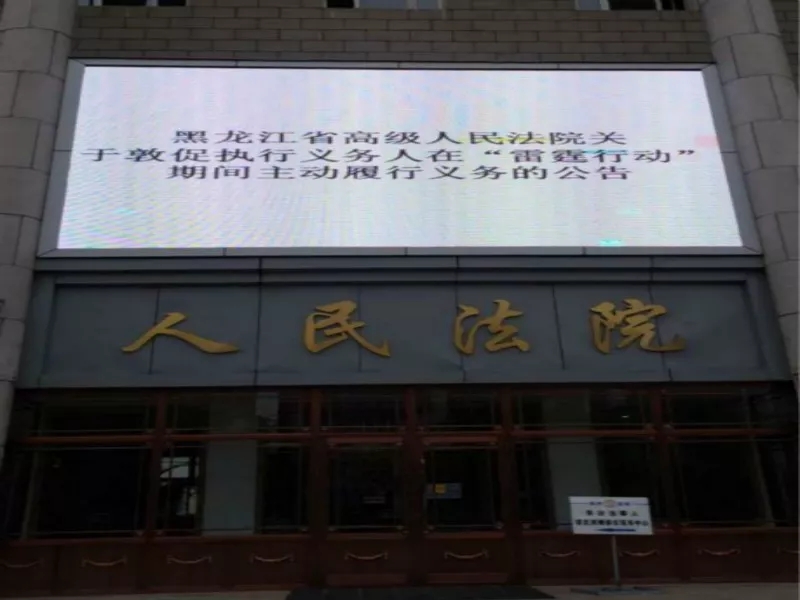 黑龙江省高级人民法院关
于敦促执行义务人在“雷霆行动”
期间主动履行义务的公告
人民法院